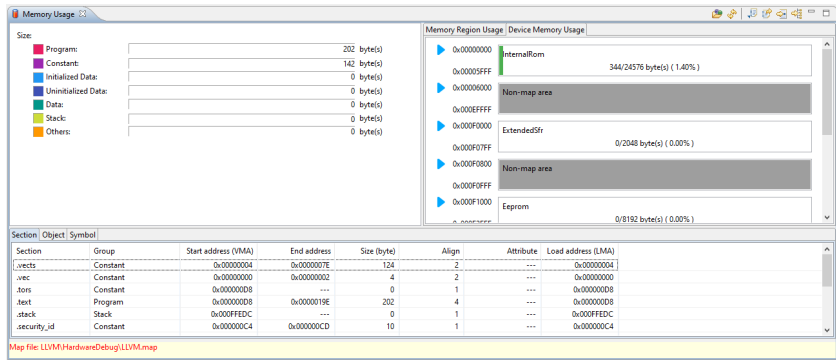 Memory Usage
Size:
Program: 202 byte(s)
Constant: 142 byte(s)
Initialized Data: 0 byte(s)
Uninitialized Data: 0 byte(s)
Data: 0 byte(s)
Stack: 0 byte(s)
Others: 0 byte(s)
Memory Region Usage Device Memory Usage
0x00000000 InternalRom
344/24576 byte(s) ( 1.40% )
0x00005FFF
0x00006000 Non-map area
0x000EFFFF
0x000F0000 ExtendedSfr
0/2048 byte(s) ( 0.00% )
0x000F07FF
0x000F0800 Non-map area
0x000F0FFF
0x000F1000 Eeprom
0/8192 byte(s) ( 0.00% )
Section Object Symbol
Section Group Start address (VMA) End address Size (byte) Align Attribute Load address (LMA)
.vects Constant 0x00000004 0x0000007E 124 2 --- 0x00000004
.vec Constant 0x00000000 0x00000002 4 2 --- 0x00000000
.tors Constant 0x000000D8 --- 0 1 --- 0x000000D8
.text Program 0x000000D8 0x0000019E 202 4 --- 0x000000D8
.stack Stack 0x000FFEDC --- 0 1 --- 0x000FFEDC
.security_id Constant 0x000000C4 0x000000CD 10 1 --- 0x000000C4
Map file: LLVM\HardwareDebug\LLVM.map